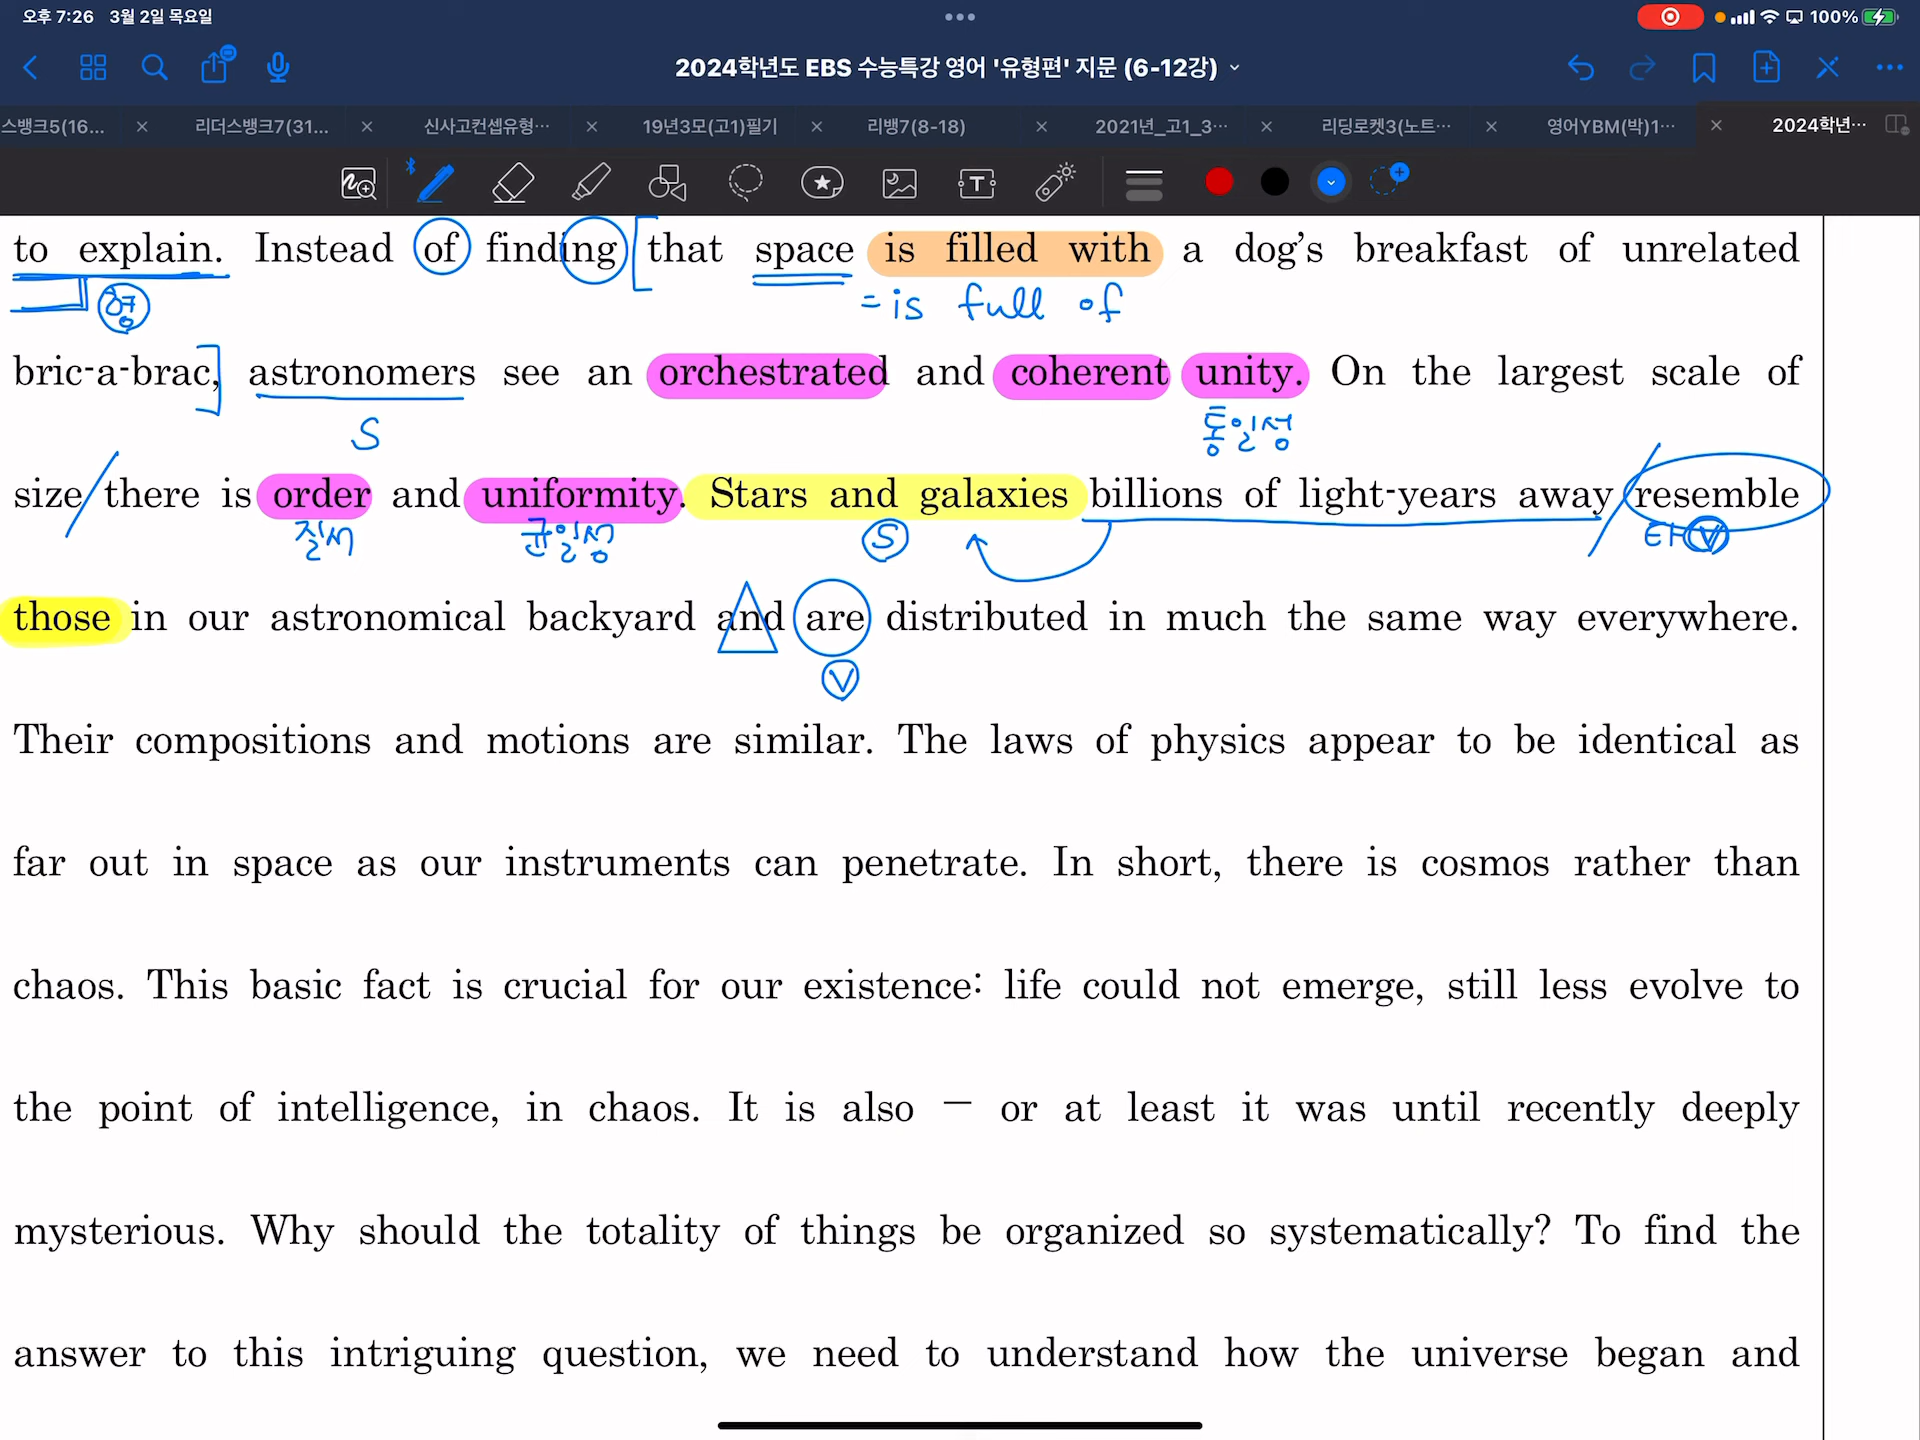 오후 7:26 3월 2일 목요일
100%
2024학년도 EBS 수능특강 영어 '유형편' 지문 (6-12강)
스뱅크5(16... 리더스뱅크7(31... 신사고컨셉유형... 19년3모(고1)필기 리뱅7(8-18) 2021년_고1_3... 리딩로켓3(노트... 영어YBM(박)1... 2024학년...
to explain. Instead of finding [that space is filled with a dog's breakfast of unrelated
= is full of
bric-a-brac,] astronomers see an orchestrated and coherent unity. On the largest scale of
S 통일성
size/there is order and uniformity. Stars and galaxies billions of light-years away/resemble
질서 균일성 S 타V
those in our astronomical backyard and are distributed in much the same way everywhere.
V
Their compositions and motions are similar. The laws of physics appear to be identical as
far out in space as our instruments can penetrate. In short, there is cosmos rather than
chaos. This basic fact is crucial for our existence: life could not emerge, still less evolve to
the point of intelligence, in chaos. It is also — or at least it was until recently deeply
mysterious. Why should the totality of things be organized so systematically? To find the
answer to this intriguing question, we need to understand how the universe began and